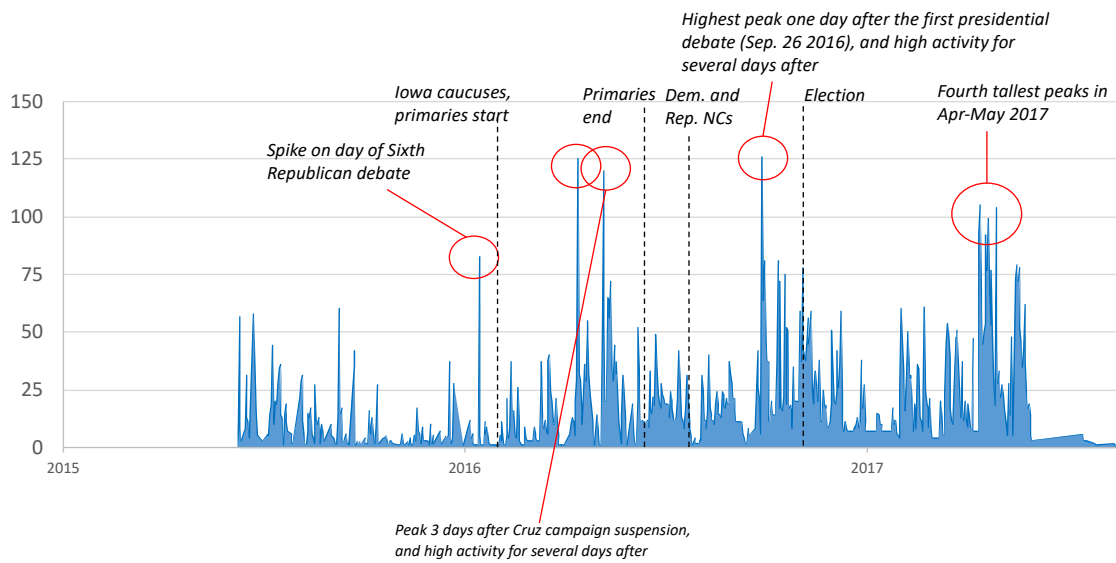 Highest peak one day after the first presidential
debate (Sep. 26 2016), and high activity for
several days after
Iowa caucuses,
primaries start
Primaries
end
Dem. and
Rep. NCs
Election
Fourth tallest peaks in
Apr-May 2017
Spike on day of Sixth
Republican debate
150
125
100
75
50
25
0
2015
2016
2017
Peak 3 days after Cruz campaign suspension,
and high activity for several days after